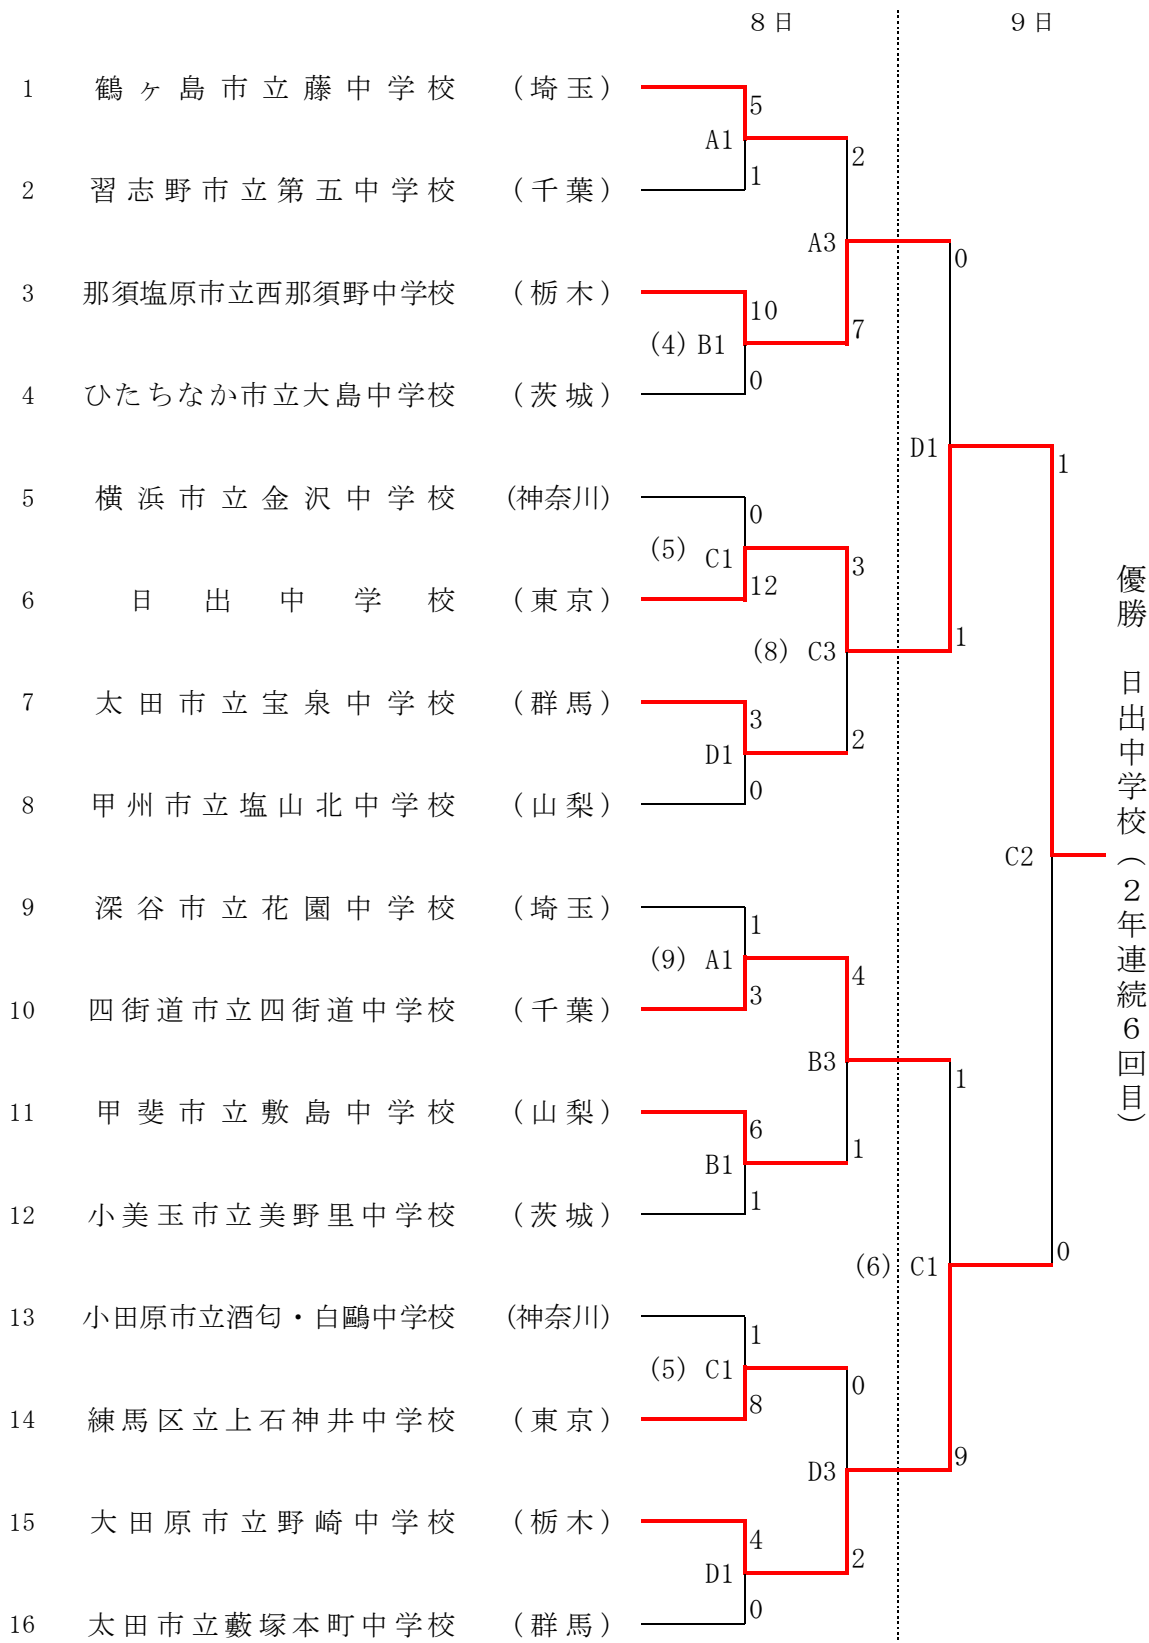 8日 9日
1 鶴ヶ島市立藤中学校 (埼玉)
5
A1
2
1
2 習志野市立第五中学校 (千葉)
A3
0
3 那須塩原市立西那須野中学校 (栃木)
10
7
(4) B1
0
4 ひたちなか市立大島中学校 (茨城)
D1
1
5 横浜市立金沢中学校 (神奈川)
0
(5) C1
3
12
6 日出中学校 (東京)
1
(8) C3
7 太田市立宝泉中学校 (群馬)
3
2
D1
0
8 甲州市立塩山北中学校 (山梨)
C2
優勝 日出中学校(2年連続6回目)
9 深谷市立花園中学校 (埼玉)
1
(9) A1
4
3
10 四街道市立四街道中学校 (千葉)
B3
1
11 甲斐市立敷島中学校 (山梨)
6
1
B1
1
12 小美玉市立美野里中学校 (茨城)
0
(6) C1
13 小田原市立酒匂・白鷗中学校 (神奈川)
1
(5) C1
0
8
14 練馬区立上石神井中学校 (東京)
9
D3
15 大田原市立野崎中学校 (栃木)
4
2
D1
0
16 太田市立藪塚本町中学校 (群馬)